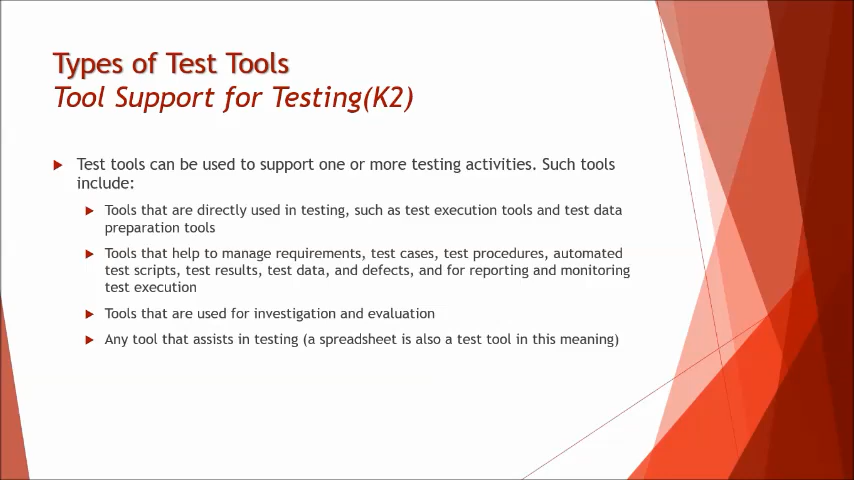 Types of Test Tools
Tool Support for Testing(K2)
Test tools can be used to support one or more testing activities. Such tools
include:
Tools that are directly used in testing, such as test execution tools and test data
preparation tools
Tools that help to manage requirements, test cases, test procedures, automated
test scripts, test results, test data, and defects, and for reporting and monitoring
test execution
Tools that are used for investigation and evaluation
Any tool that assists in testing (a spreadsheet is also a test tool in this meaning)